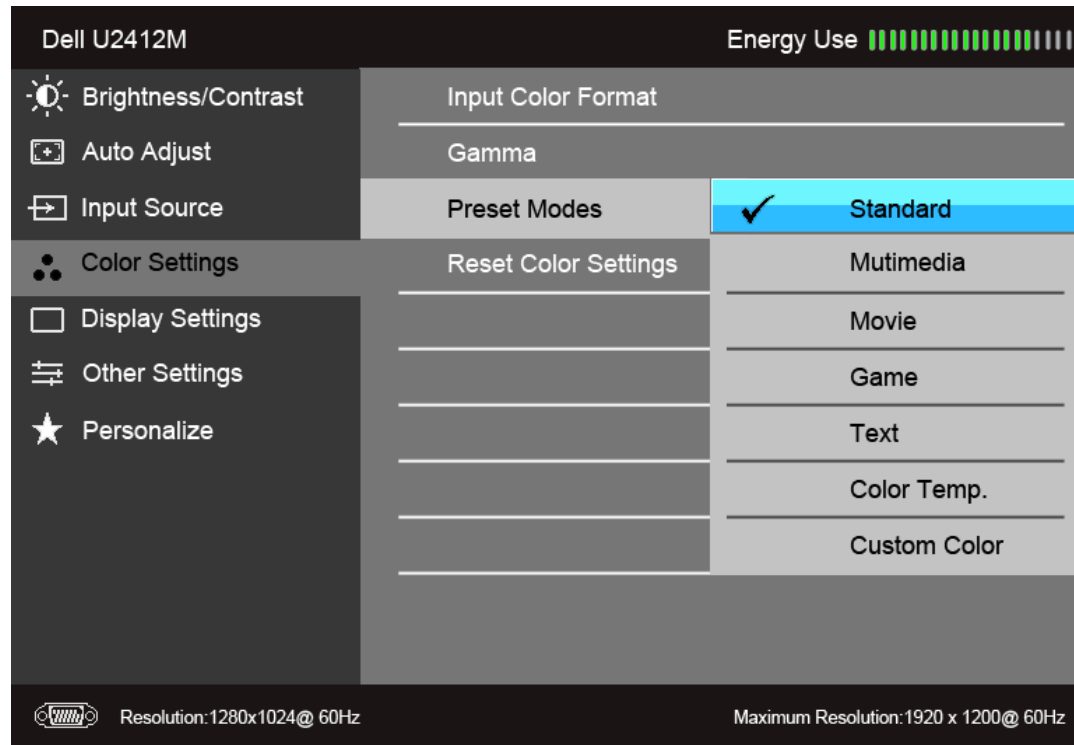 Dell U2412M Energy Use
Brightness/Contrast Input Color Format
Auto Adjust Gamma
Input Source Preset Modes Standard
Color Settings Reset Color Settings Mutimedia
Display Settings Movie
Other Settings Game
Personalize Text
Color Temp.
Custom Color
Resolution:1280x1024@ 60Hz Maximum Resolution:1920 x 1200@ 60Hz